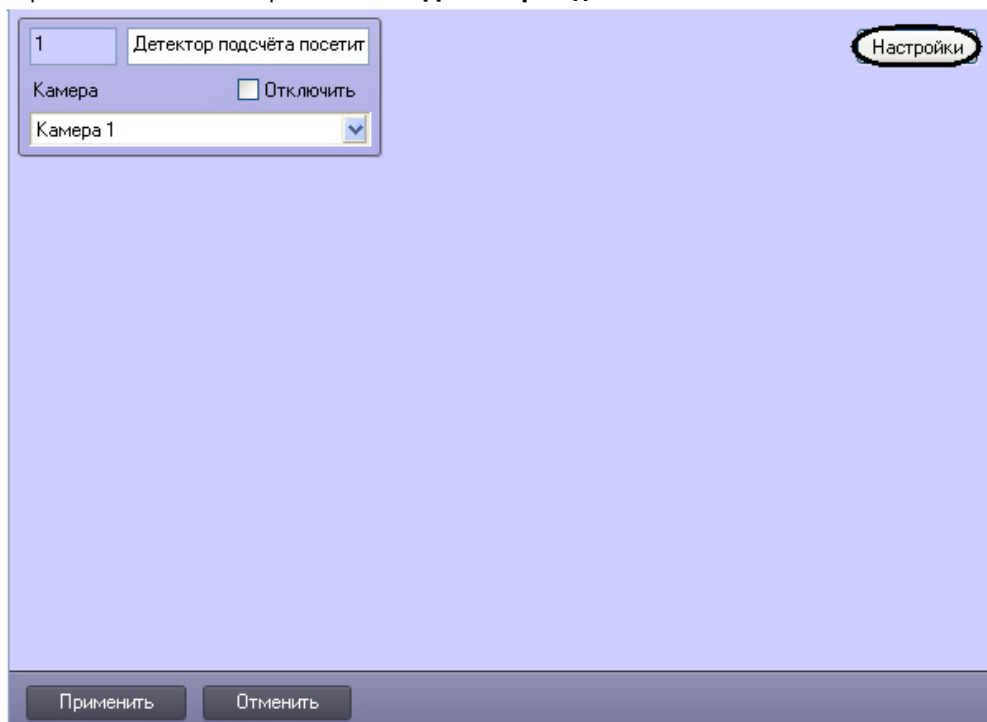 1
Детектор подсчёта посетит
Настройки
Камера
Отключить
Камера 1
Применить
Отменить